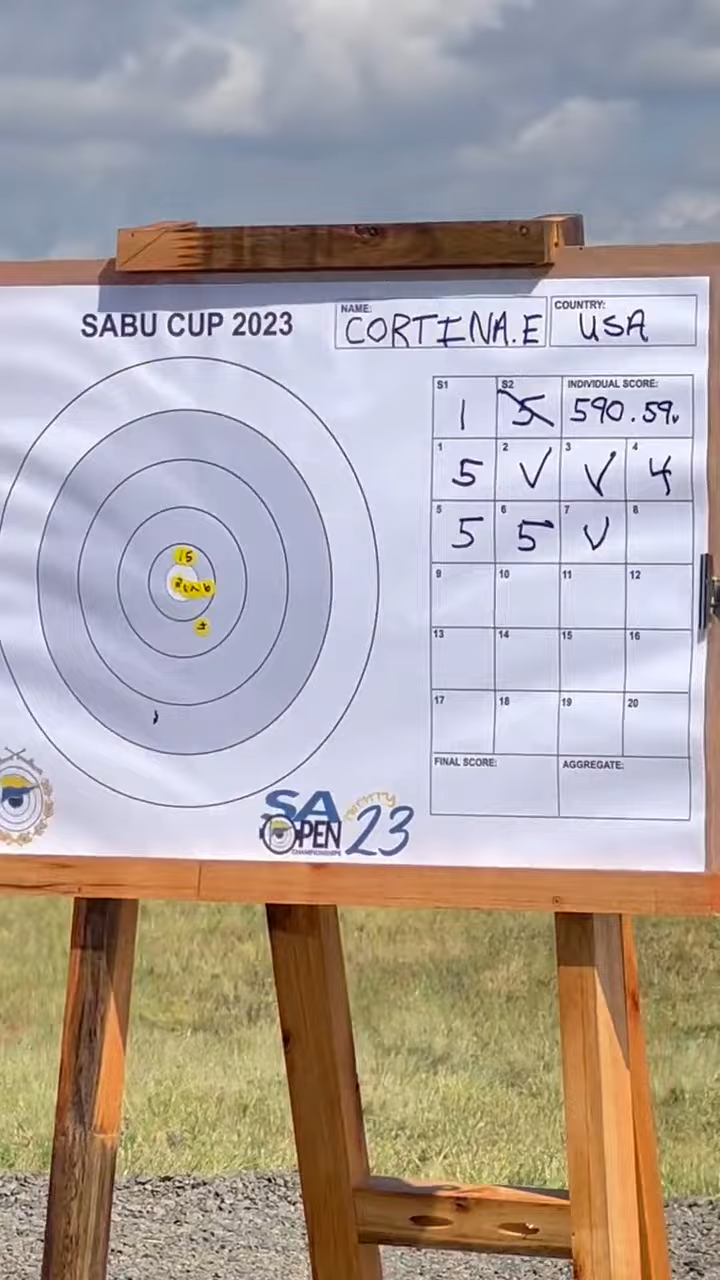 SABU CUP 2023
NAME: CORTINA.E
COUNTRY: USA
S1 1
S2 5
INDIVIDUAL SCORE: 590.59v
1 5
2 V
3 V
4 4
5 5
6 5
7 V
8
9
10
11
12
13
14
15
16
17
18
19
20
FINAL SCORE:
AGGREGATE:
15
SA
OPEN
CHAMPIONSHIPS
23